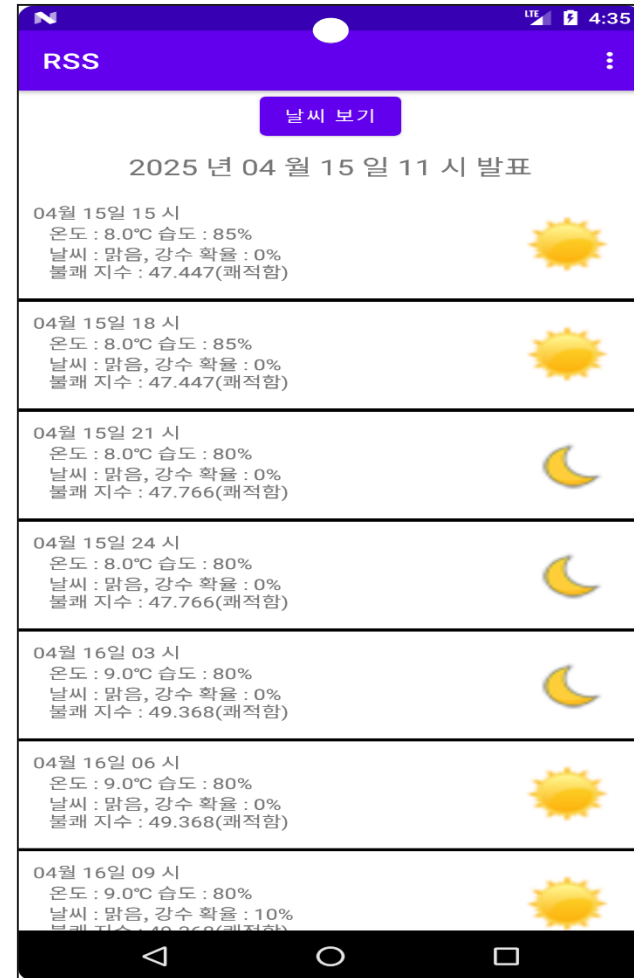 LTE 4:35
RSS
날씨 보기
2025 년 04 월 15 일 11 시 발표
04월 15일 15 시
온도 : 8.0℃ 습도 : 85%
날씨 : 맑음, 강수 확율 : 0%
불쾌 지수 : 47.447(쾌적함)
04월 15일 18 시
온도 : 8.0℃ 습도 : 85%
날씨 : 맑음, 강수 확율 : 0%
불쾌 지수 : 47.447(쾌적함)
04월 15일 21 시
온도 : 8.0℃ 습도 : 80%
날씨 : 맑음, 강수 확율 : 0%
불쾌 지수 : 47.766(쾌적함)
04월 15일 24 시
온도 : 8.0℃ 습도 : 80%
날씨 : 맑음, 강수 확율 : 0%
불쾌 지수 : 47.766(쾌적함)
04월 16일 03 시
온도 : 9.0℃ 습도 : 80%
날씨 : 맑음, 강수 확율 : 0%
불쾌 지수 : 49.368(쾌적함)
04월 16일 06 시
온도 : 9.0℃ 습도 : 80%
날씨 : 맑음, 강수 확율 : 0%
불쾌 지수 : 49.368(쾌적함)
04월 16일 09 시
온도 : 9.0℃ 습도 : 80%
날씨 : 맑음, 강수 확율 : 10%
불쾌 지수 : 49.368(쾌적함)